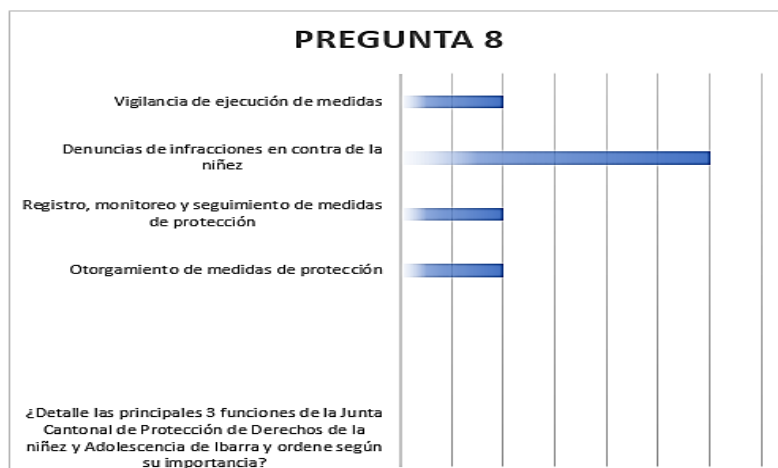 PREGUNTA 8
Vigilancia de ejecución de medidas
Denuncias de infracciones en contra de la
niñez
Registro, monitoreo y seguimiento de medidas
de protección
Otorgamiento de medidas de protección
¿Detalle las principales 3 funciones de la Junta
Cantonal de Protección de Derechos de la
niñez y Adolescencia de Ibarra y ordene según
su importancia?